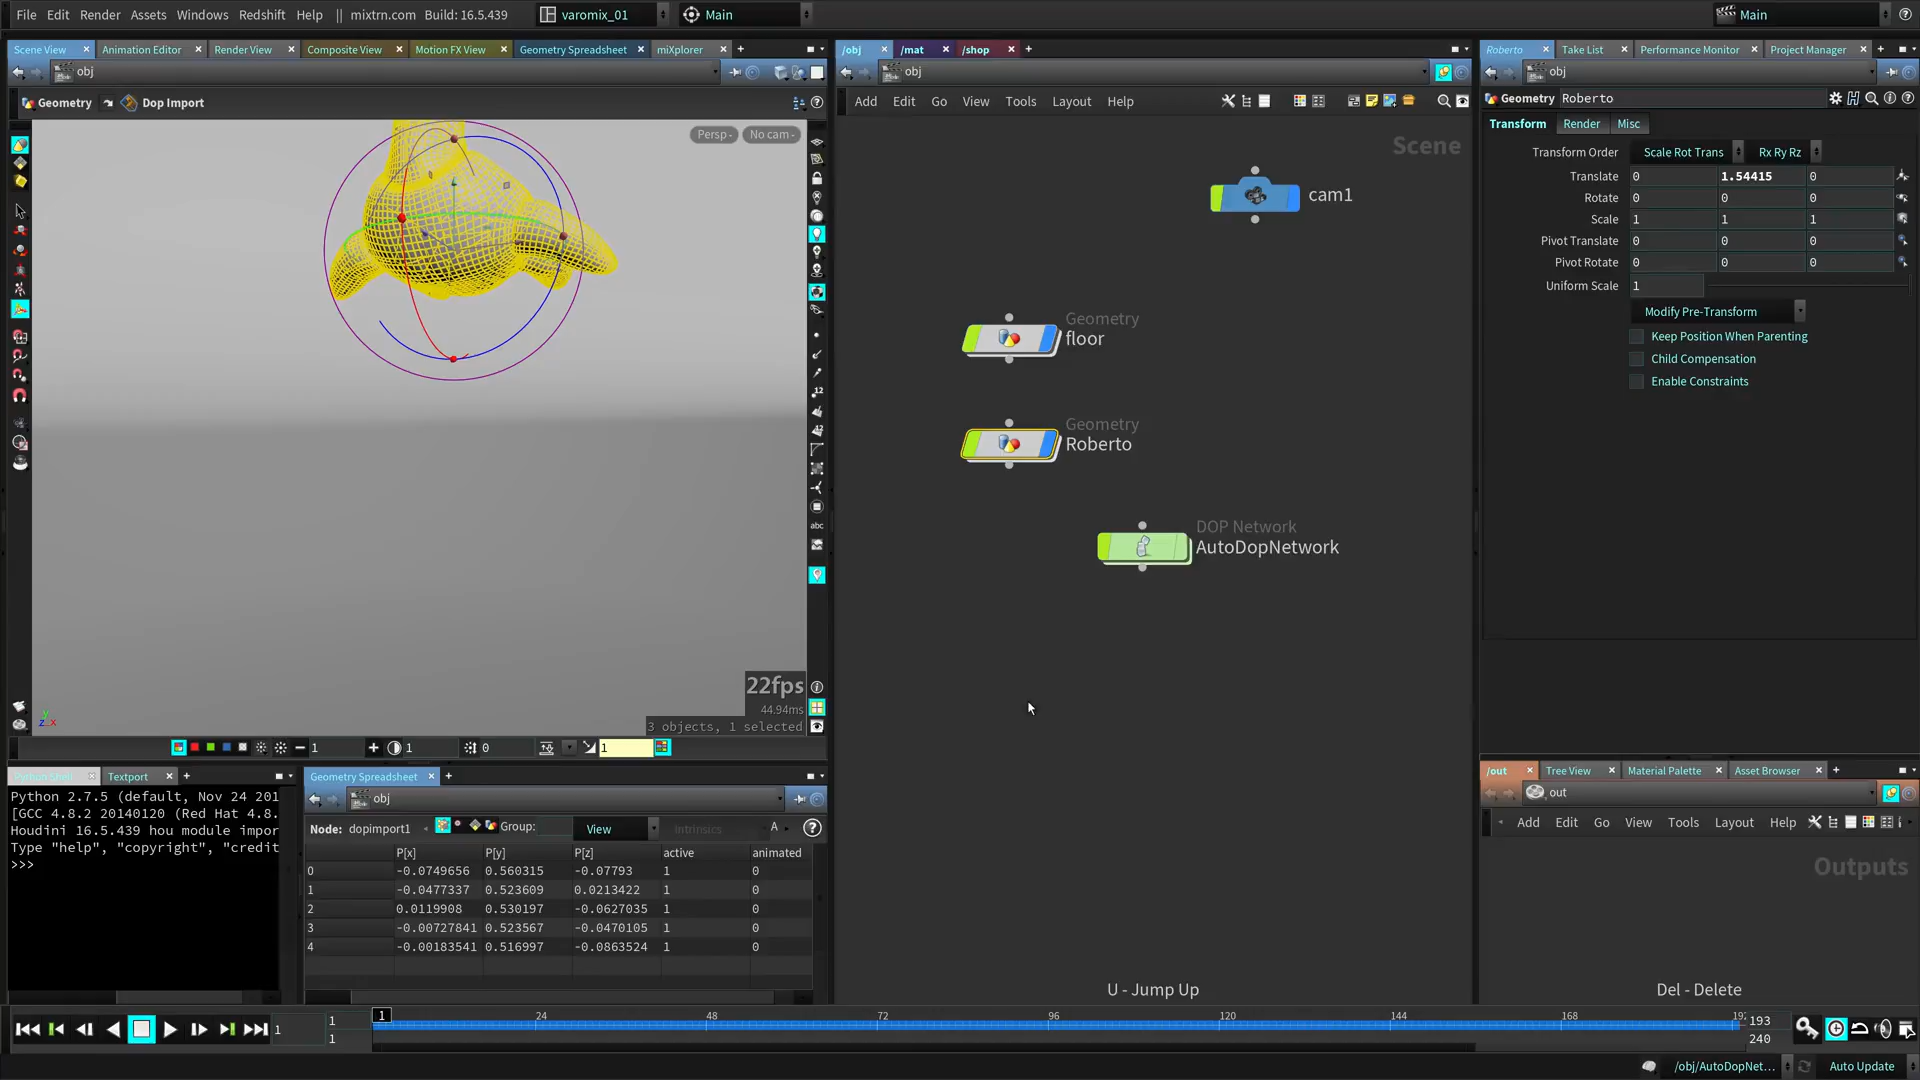 File Edit Render Assets Windows Redshift Help || mixtrn.com Build: 16.5.439 varomix_01 Main Main
Scene View Animation Editor Render View Composite View Motion FX View Geometry Spreadsheet miXplorer
obj
Geometry Dop Import
Persp No cam
22fps
44.94ms
3 objects, 1 selected
1 1 0 1
/obj /mat /shop
obj
Add Edit Go View Tools Layout Help
Scene
cam1
Geometry
floor
Geometry
Roberto
DOP Network
AutoDopNetwork
U - Jump Up
Roberto Take List Performance Monitor Project Manager
obj
Geometry Roberto
Transform Render Misc
Transform Order Scale Rot Trans Rx Ry Rz
Translate 0 1.54415 0
Rotate 0 0 0
Scale 1 1 1
Pivot Translate 0 0 0
Pivot Rotate 0 0 0
Uniform Scale 1
Modify Pre-Transform
Keep Position When Parenting
Child Compensation
Enable Constraints
/out Tree View Material Palette Asset Browser
out
Add Edit Go View Tools Layout Help
Outputs
Del - Delete
Python Shell Textport
Python 2.7.5 (default, Nov 24 201
[GCC 4.8.2 20140120 (Red Hat 4.8.
Houdini 16.5.439 hou module impor
Type "help", "copyright", "credit
>>>
Geometry Spreadsheet
obj
Node: dopimport1 Group: View Intrinsics A
P[x] P[y] P[z] active animated
0 -0.0749656 0.560315 -0.07793 1 0
1 -0.0477337 0.523609 0.0213422 1 0
2 0.0119908 0.530197 -0.0627035 1 0
3 -0.00727841 0.523567 -0.0470105 1 0
4 -0.00183541 0.516997 -0.0863524 1 0
1 1 1 1 24 48 72 96 120 144 168 193 240
/obj/AutoDopNet... Auto Update